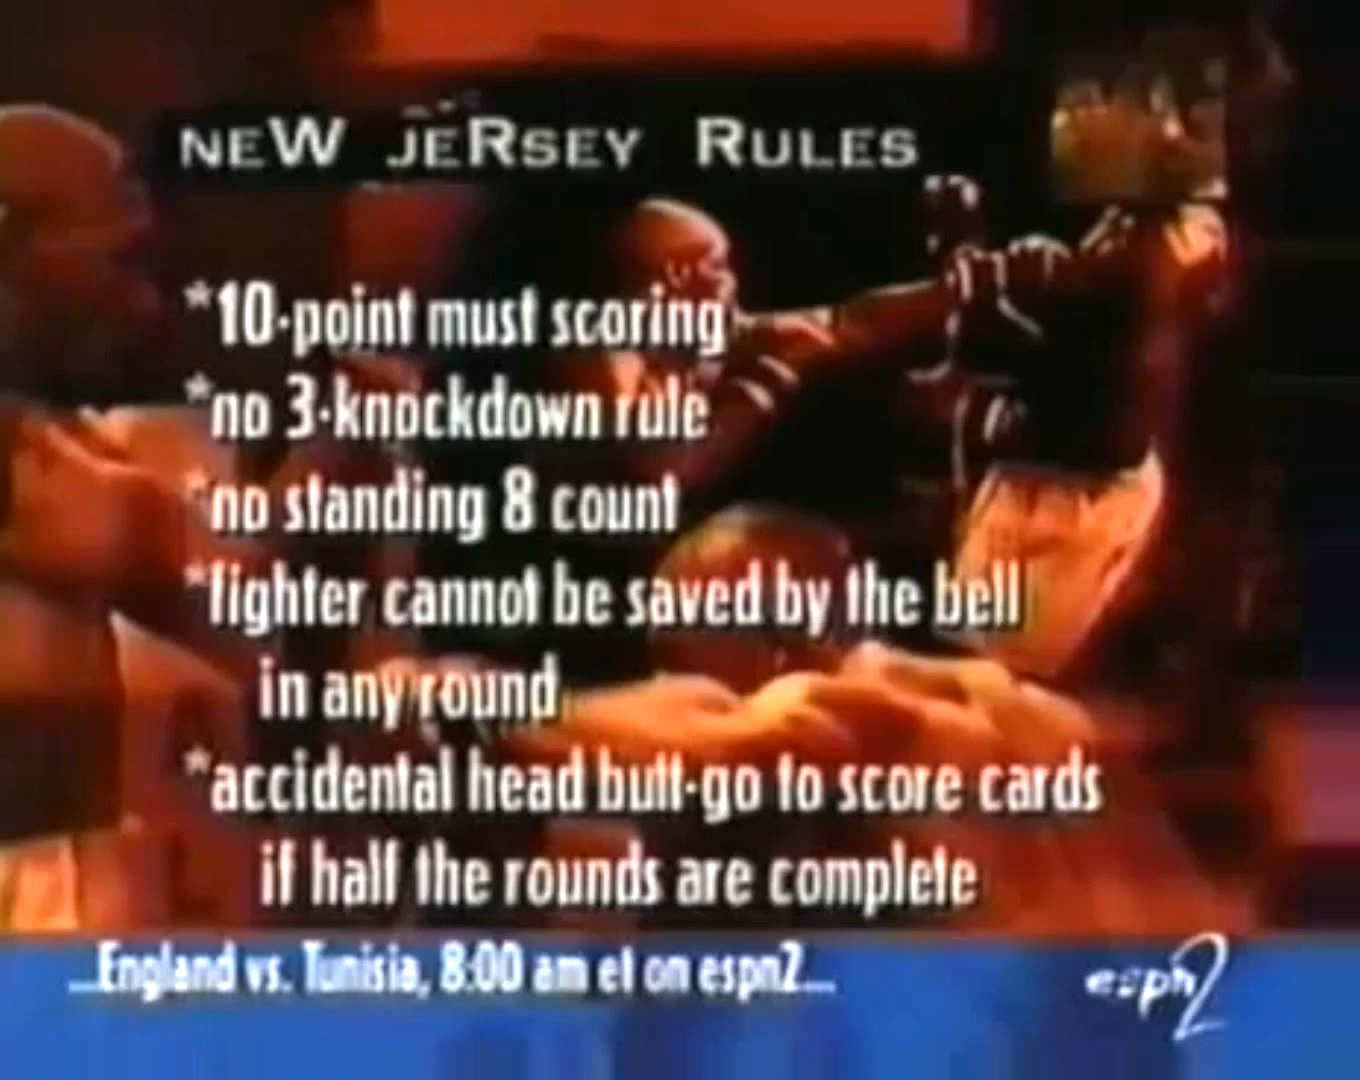 NEW JERSEY RULES
*10-point must scoring
*no 3-knockdown rule
*no standing 8 count
*fighter cannot be saved by the bell
in any round
*accidental head butt-go to score cards
if half the rounds are complete
...England vs. Tunisia, 8:00 am et on espn2...
espn2